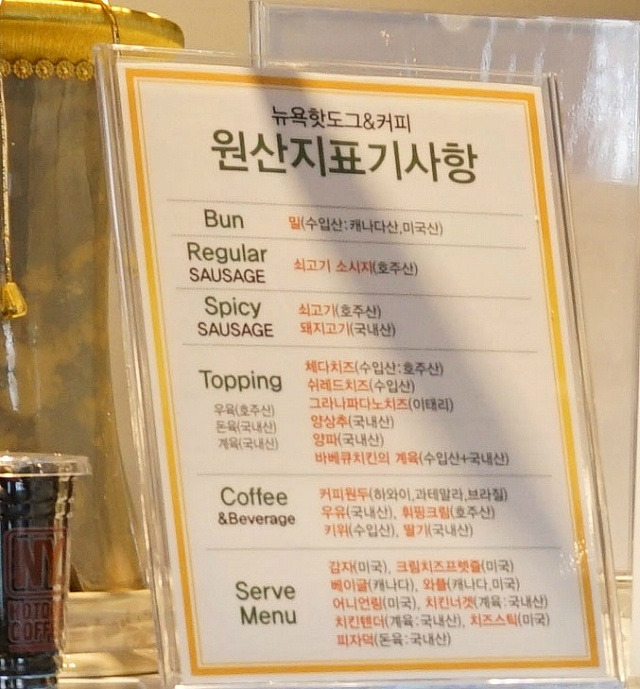 뉴욕핫도그&커피
원산지표기사항
Bun
밀(수입산:캐나다산,미국산)
Regular
SAUSAGE
쇠고기 소시지(호주산)
Spicy
SAUSAGE
쇠고기(호주산)
돼지고기(국내산)
Topping
우육(호주산)
돈육(국내산)
계육(국내산)
체다치즈(수입산:호주산)
쉬레드치즈(수입산)
그라나파다노치즈(이태리)
양상추(국내산)
양파(국내산)
바베큐치킨의 계육(수입산+국내산)
Coffee
&Beverage
커피원두(하와이,과테말라,브라질)
우유(국내산), 휘핑크림(호주산)
키위(수입산), 딸기(국내산)
Serve
Menu
감자(미국), 크림치즈프렛즐(미국)
베이글(캐나다), 와플(캐나다,미국)
어니언링(미국), 치킨너겟(계육:국내산)
치킨텐더(계육:국내산), 치즈스틱(미국)
피자덕(돈육:국내산)
NY